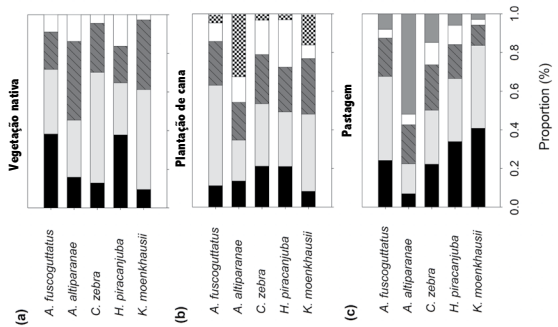 (a)
Vegetação nativa
A. fuscoguttatus
A. altiparanae
C. zebra
H. piracanjuba
K. moenkhausii
(b)
Plantação de cana
A. fuscoguttatus
A. altiparanae
C. zebra
H. piracanjuba
K. moenkhausii
(c)
Pastagem
A. fuscoguttatus
A. altiparanae
C. zebra
H. piracanjuba
K. moenkhausii
0.0 0.2 0.4 0.6 0.8 1.0
Proportion (%)